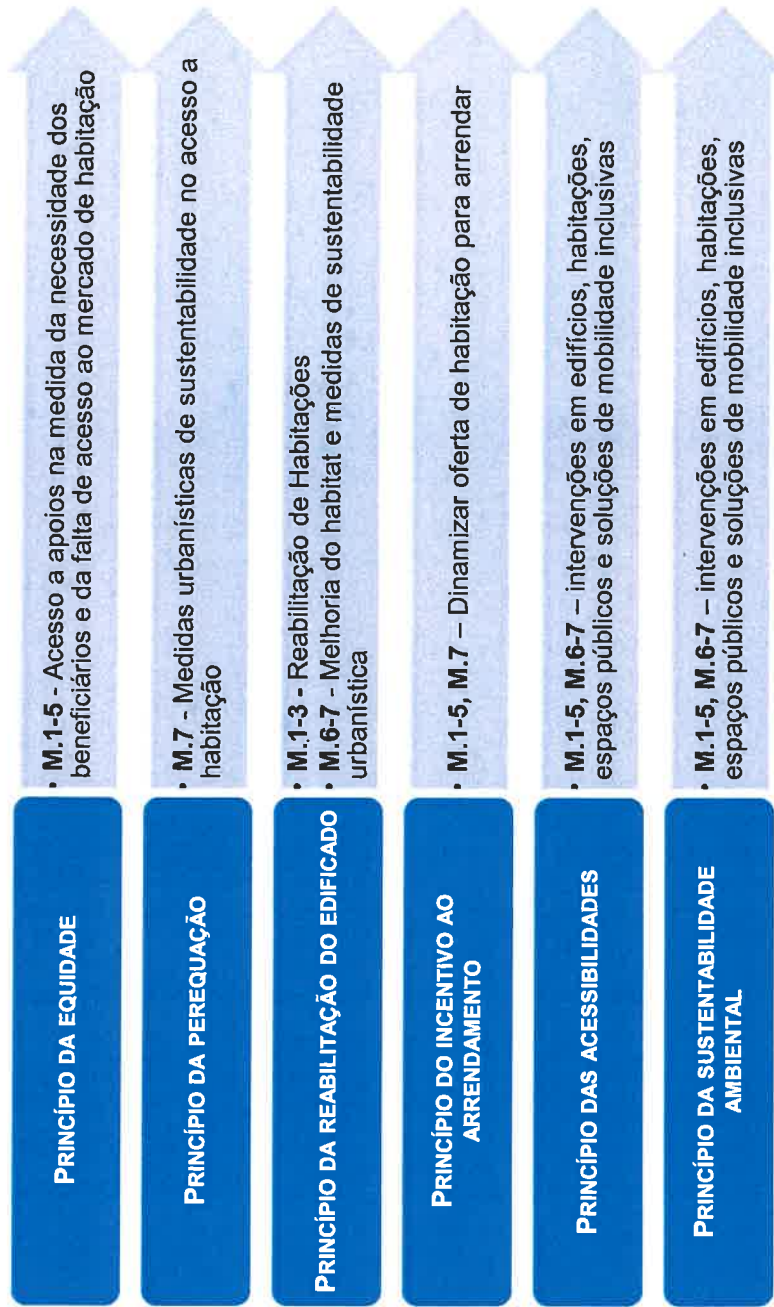 PRINCÍPIO DA EQUIDADE
• M.1-5 - Acesso a apoios na medida da necessidade dos
beneficiários e da falta de acesso ao mercado de habitação
PRINCÍPIO DA PEREQUAÇÃO
• M.7 - Medidas urbanísticas de sustentabilidade no acesso a
habitação
PRINCÍPIO DA REABILITAÇÃO DO EDIFICADO
• M.1-3 - Reabilitação de Habitações
• M.6-7 - Melhoria do habitat e medidas de sustentabilidade
urbanística
PRINCÍPIO DO INCENTIVO AO
ARRENDAMENTO
• M.1-5, M.7 – Dinamizar oferta de habitação para arrendar
PRINCÍPIO DAS ACESSIBILIDADES
• M.1-5, M.6-7 – intervenções em edifícios, habitações,
espaços públicos e soluções de mobilidade inclusivas
PRINCÍPIO DA SUSTENTABILIDADE
AMBIENTAL
• M.1-5, M.6-7 – intervenções em edifícios, habitações,
espaços públicos e soluções de mobilidade inclusivas